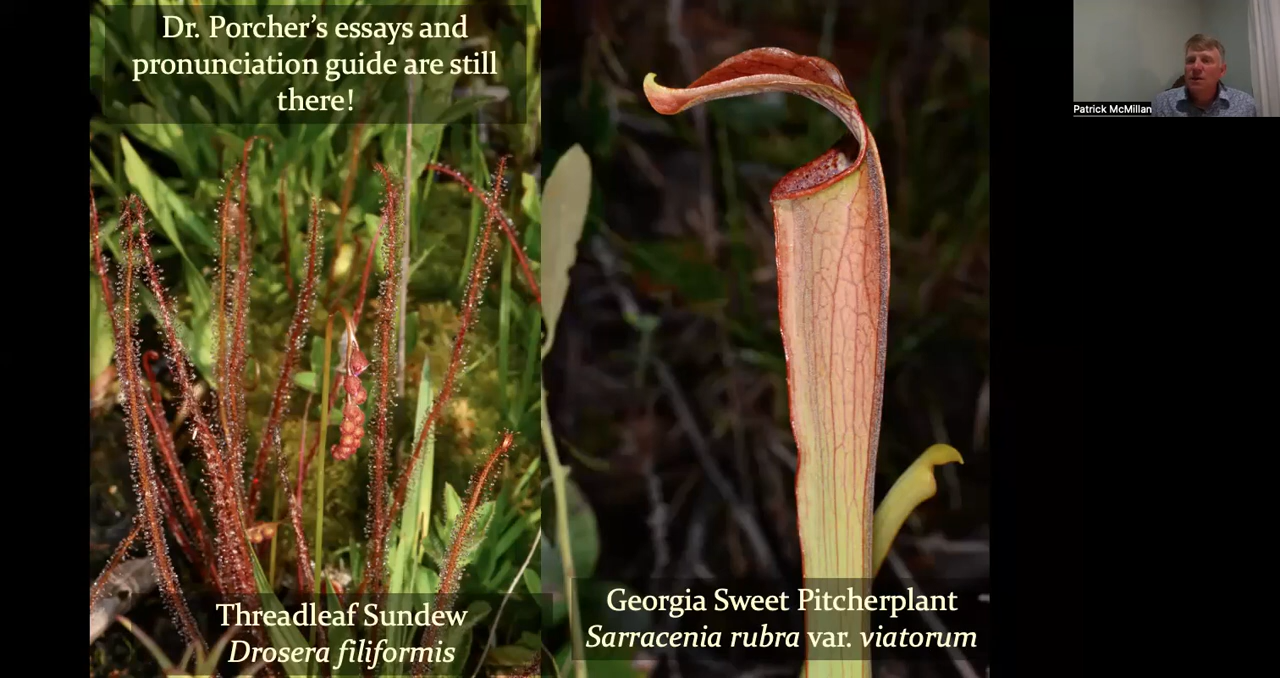 Dr. Porcher’s essays and
pronunciation guide are still
there!
Threadleaf Sundew
Drosera filiformis
Georgia Sweet Pitcherplant
Sarracenia rubra var. viatorum
Patrick McMillan